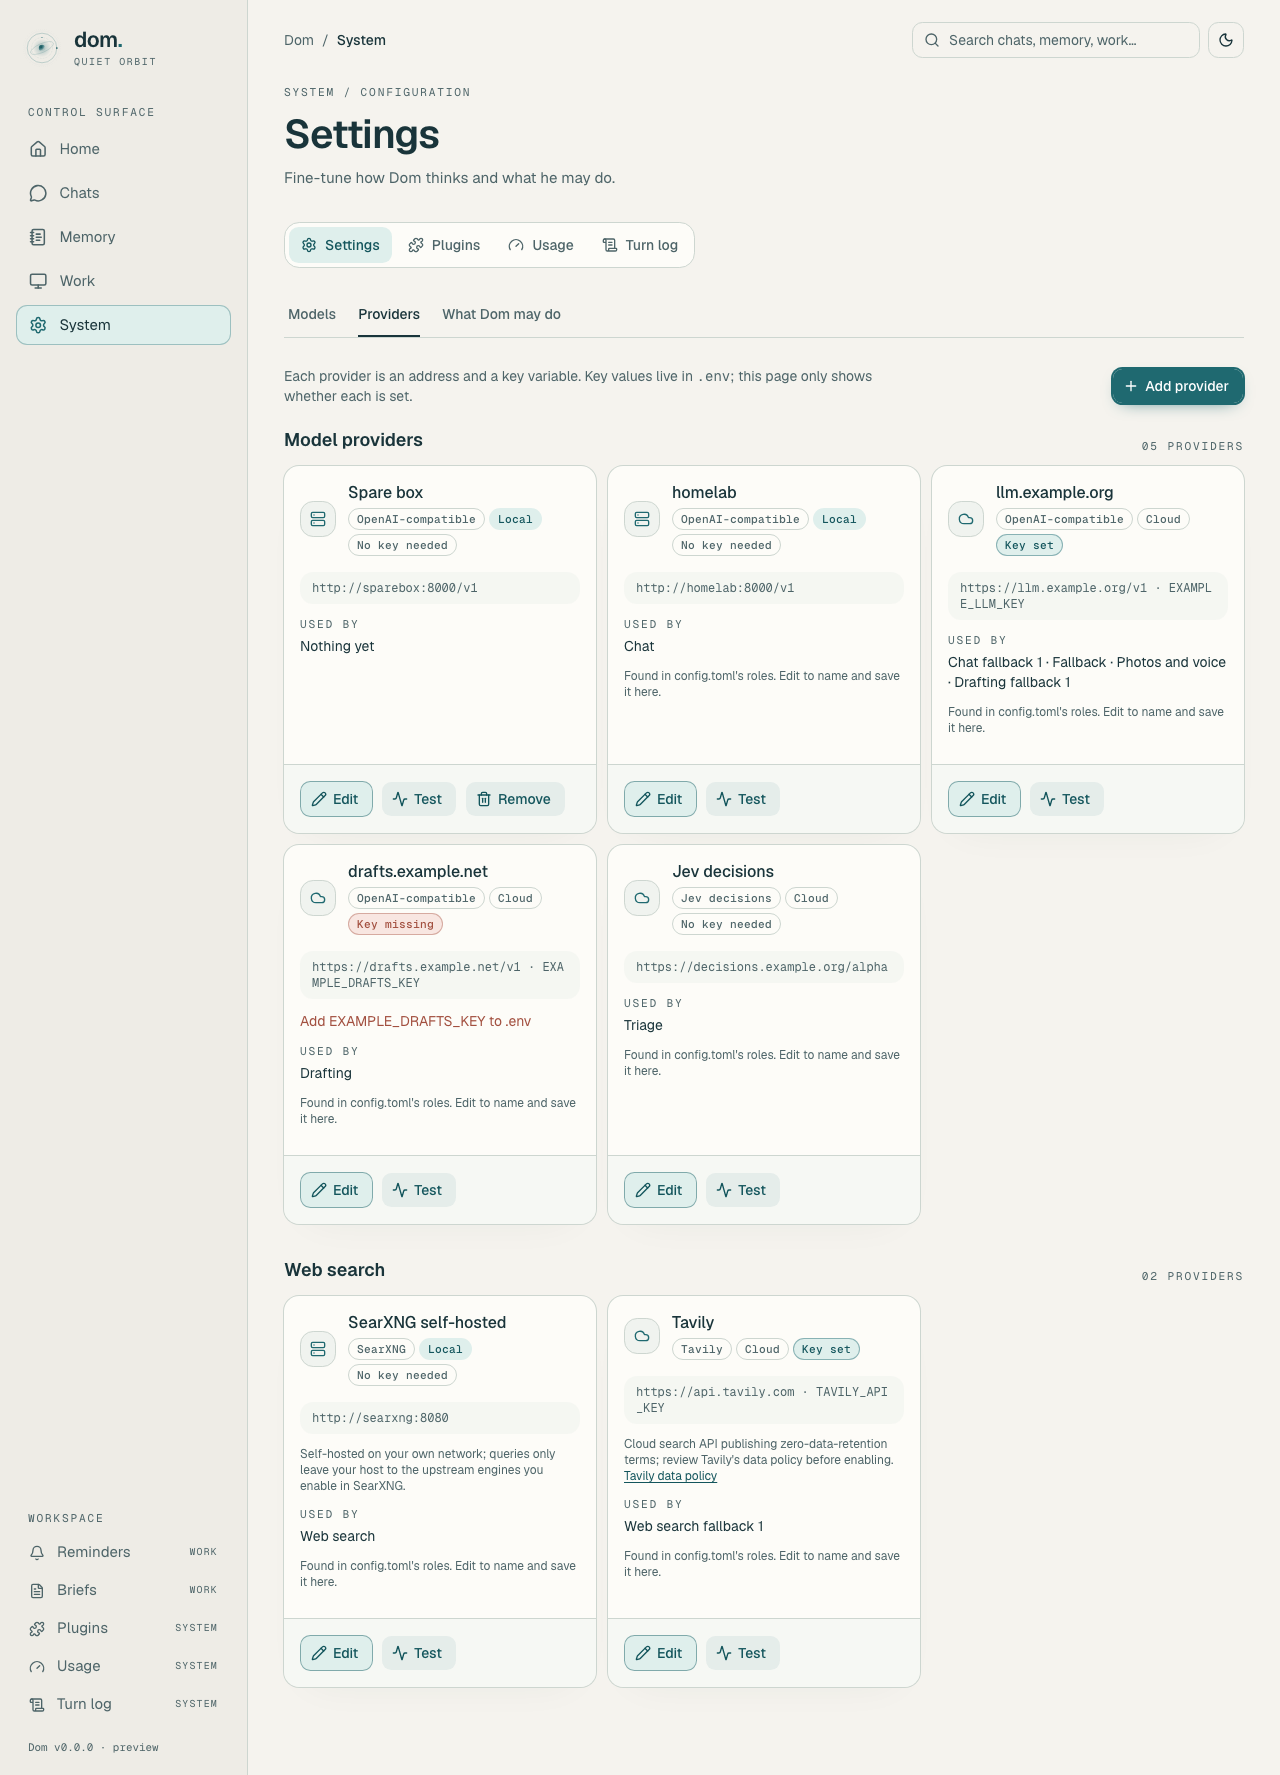 dom.
QUIET ORBIT
CONTROL SURFACE
Home
Chats
Memory
Work
System
WORKSPACE
Reminders WORK
Briefs WORK
Plugins SYSTEM
Usage SYSTEM
Turn log SYSTEM
Dom v0.0.0 · preview
Dom / System
Search chats, memory, work…
SYSTEM / CONFIGURATION
Settings
Fine-tune how Dom thinks and what he may do.
Settings Plugins Usage Turn log
Models Providers What Dom may do
Each provider is an address and a key variable. Key values live in .env; this page only shows
whether each is set.
Add provider
Model providers
05 PROVIDERS
Spare box
OpenAI-compatible Local
No key needed
http://sparebox:8000/v1
USED BY
Nothing yet
Edit Test Remove
homelab
OpenAI-compatible Local
No key needed
http://homelab:8000/v1
USED BY
Chat
Found in config.toml's roles. Edit to name and save
it here.
Edit Test
llm.example.org
OpenAI-compatible Cloud
Key set
https://llm.example.org/v1 · EXAMPL
E_LLM_KEY
USED BY
Chat fallback 1 · Fallback · Photos and voice
· Drafting fallback 1
Found in config.toml's roles. Edit to name and save
it here.
Edit Test
drafts.example.net
OpenAI-compatible Cloud
Key missing
https://drafts.example.net/v1 · EXA
MPLE_DRAFTS_KEY
Add EXAMPLE_DRAFTS_KEY to .env
USED BY
Drafting
Found in config.toml's roles. Edit to name and save
it here.
Edit Test
Jev decisions
Jev decisions Cloud
No key needed
https://decisions.example.org/alpha
USED BY
Triage
Found in config.toml's roles. Edit to name and save
it here.
Edit Test
Web search
02 PROVIDERS
SearXNG self-hosted
SearXNG Local
No key needed
http://searxng:8080
Self-hosted on your own network; queries only
leave your host to the upstream engines you
enable in SearXNG.
USED BY
Web search
Found in config.toml's roles. Edit to name and save
it here.
Edit Test
Tavily
Tavily Cloud Key set
https://api.tavily.com · TAVILY_API
_KEY
Cloud search API publishing zero-data-retention
terms; review Tavily's data policy before enabling.
Tavily data policy
USED BY
Web search fallback 1
Found in config.toml's roles. Edit to name and save
it here.
Edit Test